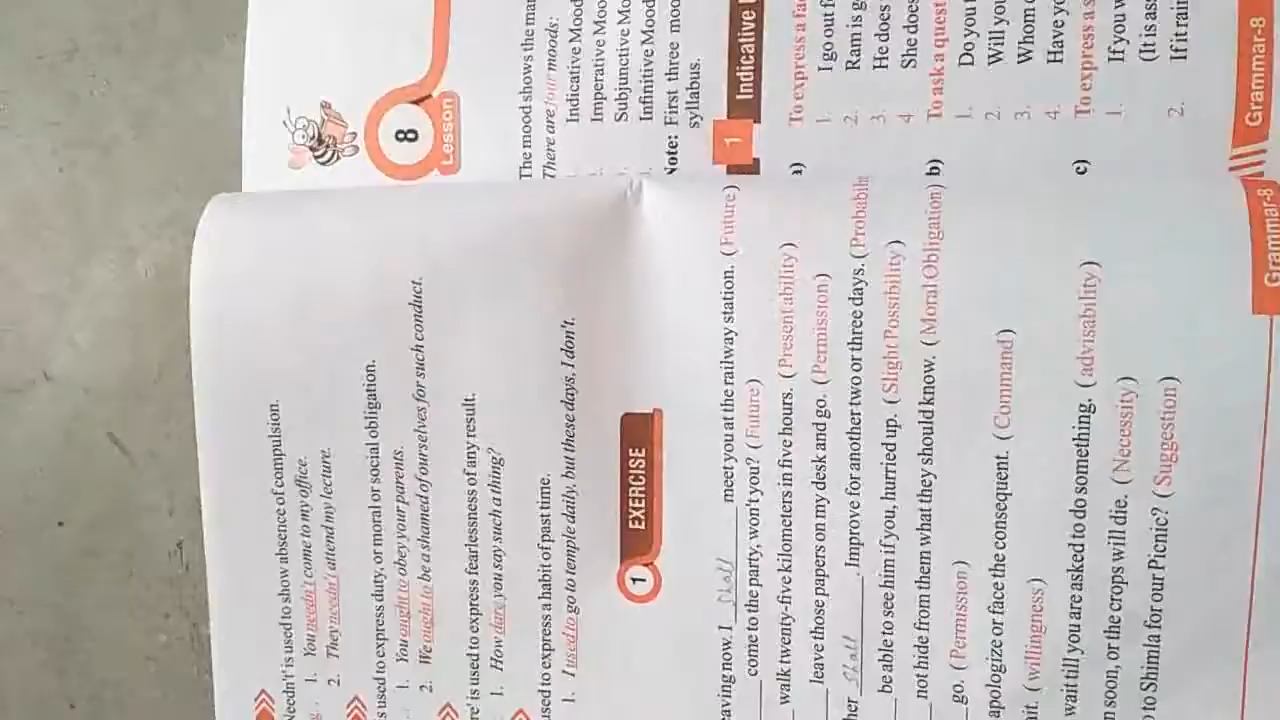 Needn't' is used to show absence of compulsion.
1. You needn't come to my office.
2. They needn't attend my lecture.
is used to express duty, or moral or social obligation.
1. You ought to obey your parents.
2. We ought to be ashamed of ourselves for such conduct.
re' is used to express fearlessness of any result.
1. How dare you say such a thing?
used to express a habit of past time.
1. I used to go to temple daily, but these days, I don't.
1 EXERCISE
eaving now. I shall meet you at the railway station. (Future)
come to the party, won't you? (Future)
walk twenty-five kilometers in five hours. (Present ability)
leave those papers on my desk and go. (Permission)
her shall Improve for another two or three days. (Probabili
be able to see him if you, hurried up. (Slight Possibility)
not hide from them what they should know. (Moral Obligation)
go. (Permission)
apologize or face the consequent. (Command)
it. (willingness)
wait till you are asked to do something. (advisability)
n soon, or the crops will die. (Necessity)
to Shimla for our Picnic? (Suggestion)
Grammar-8
8
Lesson
The mood shows the man
There are four moods:
Indicative Mood
Imperative Moo
Subjunctive Mo
Infinitive Mood
Note: First three moo
syllabus.
1 Indicative
a) To express a fac
1. I go out f
2. Ram is g
3. He does
4 She does
b) To ask a quest
1. Do you
2. Will you
3. Whom
4. Have yo
c) To express a s
1. If you w
(It is as
2. If it rain
Grammar-8